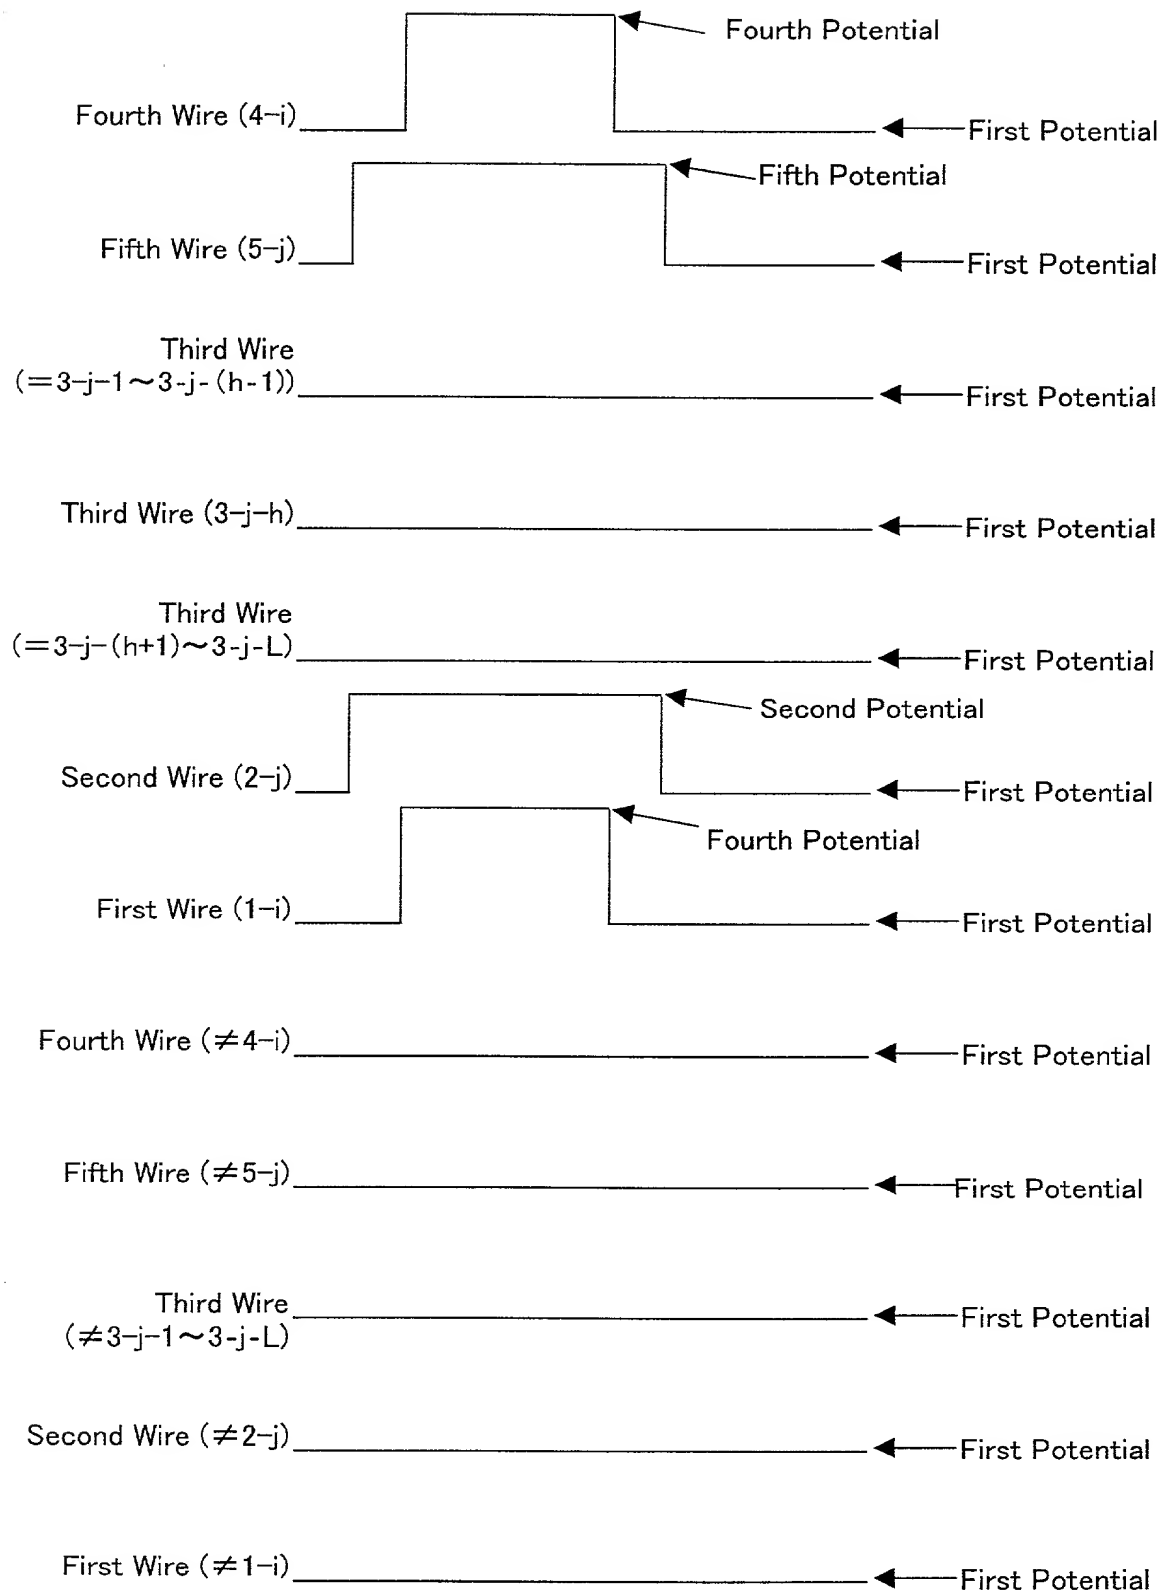 Fourth Potential
Fourth Wire (4-i)
First Potential
Fifth Potential
Fifth Wire (5-j)
First Potential
Third Wire
(=3-j-1~3-j-(h-1))
First Potential
Third Wire (3-j-h)
First Potential
Third Wire
(=3-j-(h+1)~3-j-L)
First Potential
Second Potential
Second Wire (2-j)
First Potential
Fourth Potential
First Wire (1-i)
First Potential
Fourth Wire (≠4-i)
First Potential
Fifth Wire (≠5-j)
First Potential
Third Wire
(≠3-j-1~3-j-L)
First Potential
Second Wire (≠2-j)
First Potential
First Wire (≠1-i)
First Potential